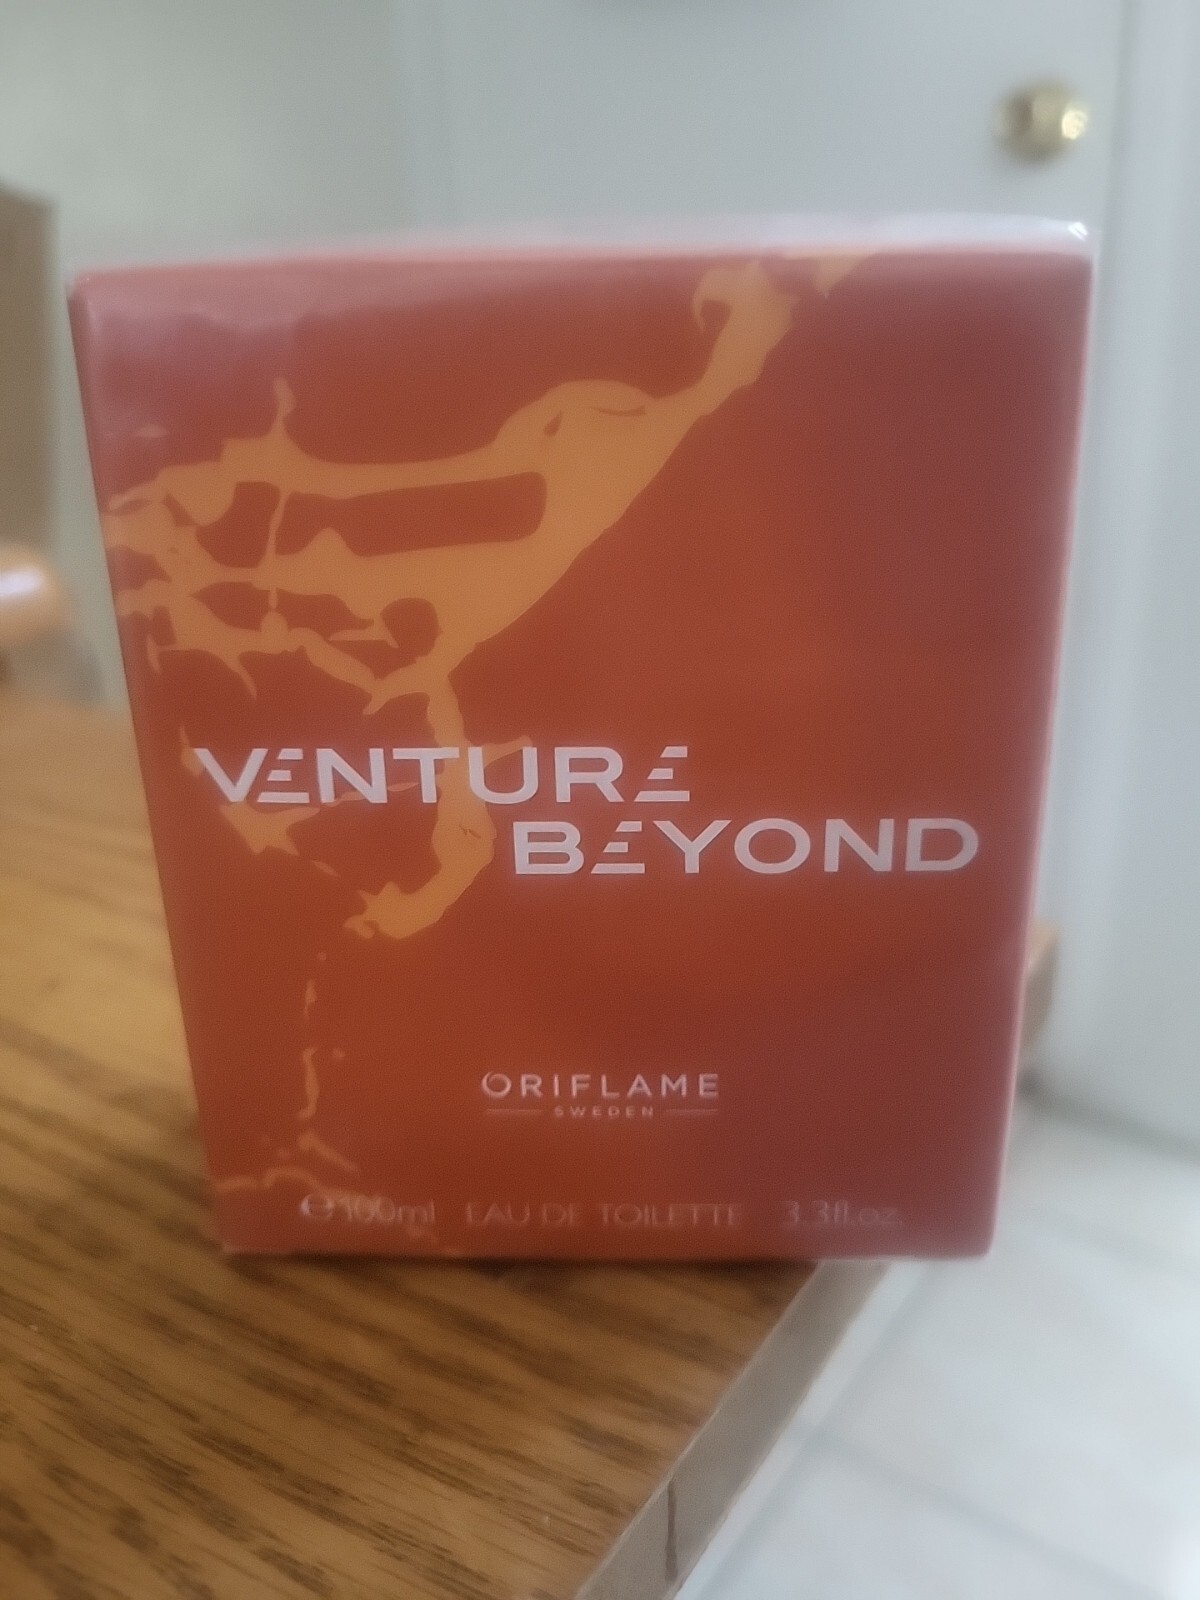 VENTURE
BEYOND
ORIFLAME
SWEDEN
℮100ml EAU DE TOILETTE 3.3fl.oz.